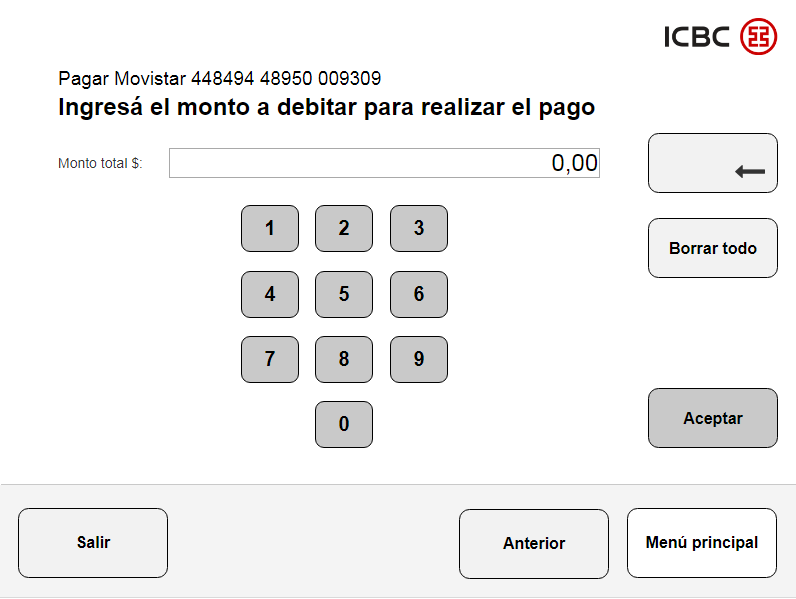 ICBC
Pagar Movistar 448494 48950 009309
Ingresá el monto a debitar para realizar el pago
Monto total $:
0,00
1 2 3
Borrar todo
4 5 6
7 8 9
Aceptar
0
Salir
Anterior
Menú principal